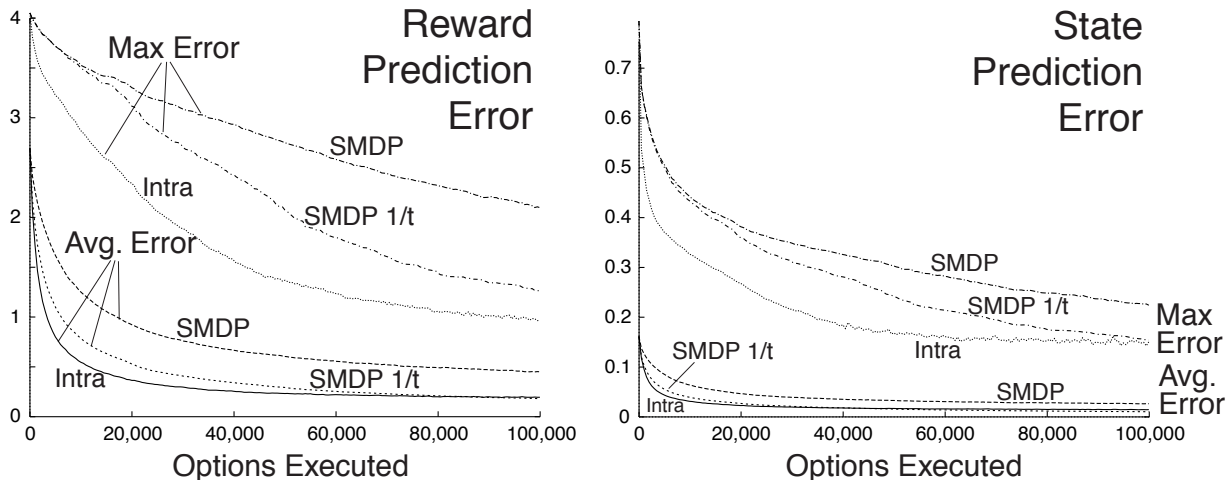 Reward
Prediction
Error
Max Error
SMDP
Intra
SMDP 1/t
Avg. Error
SMDP
SMDP 1/t
Intra
4
3
2
1
0
0
20,000
40,000
60,000
80,000
100,000
Options Executed
State
Prediction
Error
0.7
0.6
0.5
0.4
0.3
0.2
0.1
0
SMDP
SMDP 1/t
Intra
Max
Error
SMDP 1/t
SMDP
Intra
Avg.
Error
0
20,000
40,000
60,000
80,000
100,000
Options Executed